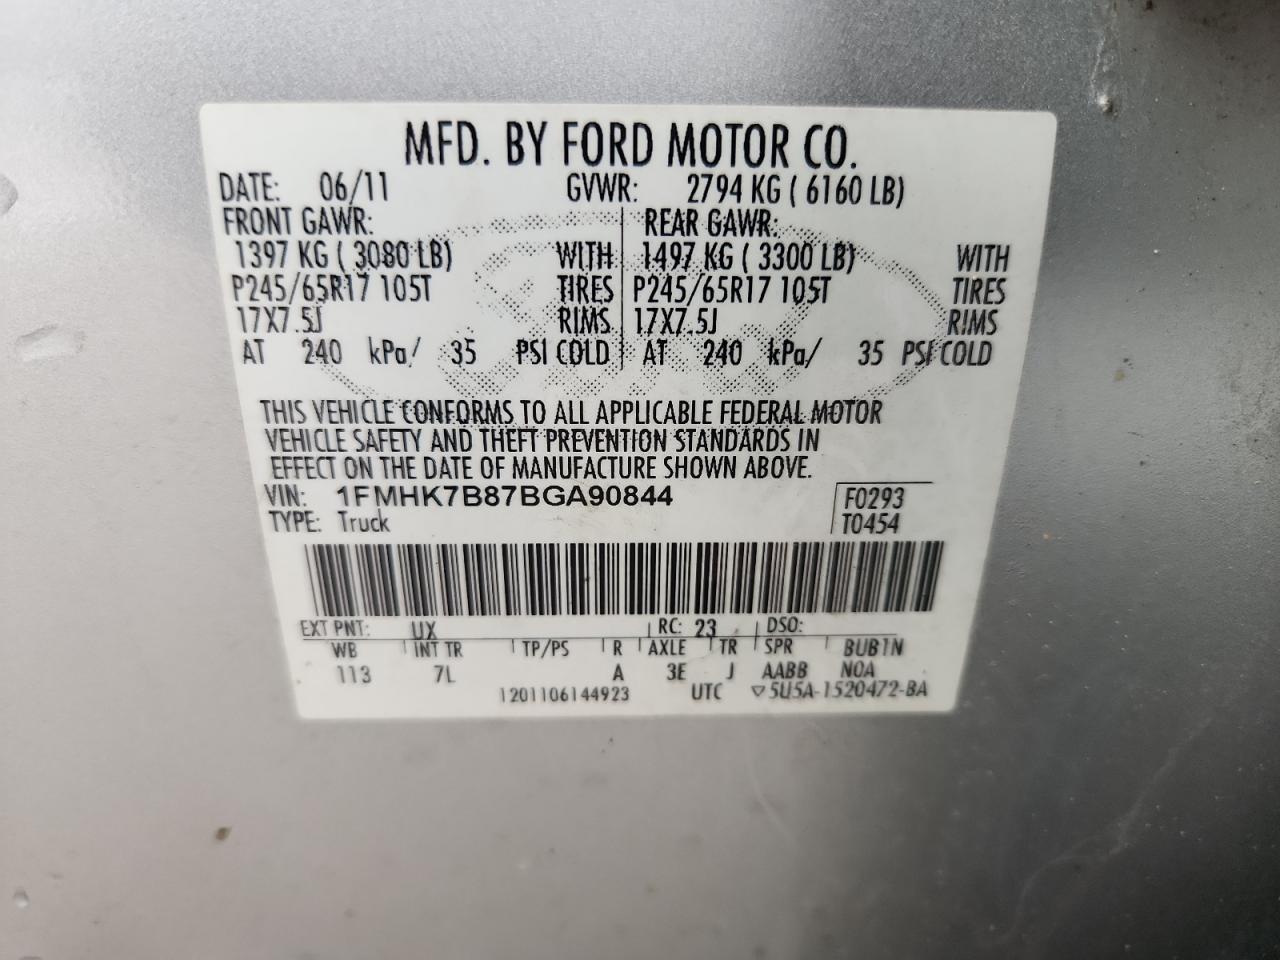 MFD. BY FORD MOTOR CO.
DATE: 06/11 GVWR: 2794 KG ( 6160 LB)
FRONT GAWR: REAR GAWR:
1397 KG ( 3080 LB) WITH 1497 KG ( 3300 LB) WITH
P245/65R17 105T TIRES P245/65R17 105T TIRES
17X7.5J RIMS 17X7.5J RIMS
AT 240 kPa/ 35 PSI COLD AT 240 kPa/ 35 PSI COLD
THIS VEHICLE CONFORMS TO ALL APPLICABLE FEDERAL MOTOR
VEHICLE SAFETY AND THEFT PREVENTION STANDARDS IN
EFFECT ON THE DATE OF MANUFACTURE SHOWN ABOVE.
VIN: 1FMHK7B87BGA90844 F0293
TYPE: Truck T0454
EXT PNT: UX RC: 23 DSO:
WB INT TR TP/PS R AXLE TR SPR BUB1N
113 7L A 3E J AABB N0A
1201106144923 UTC ▽5U5A-1520472-BA